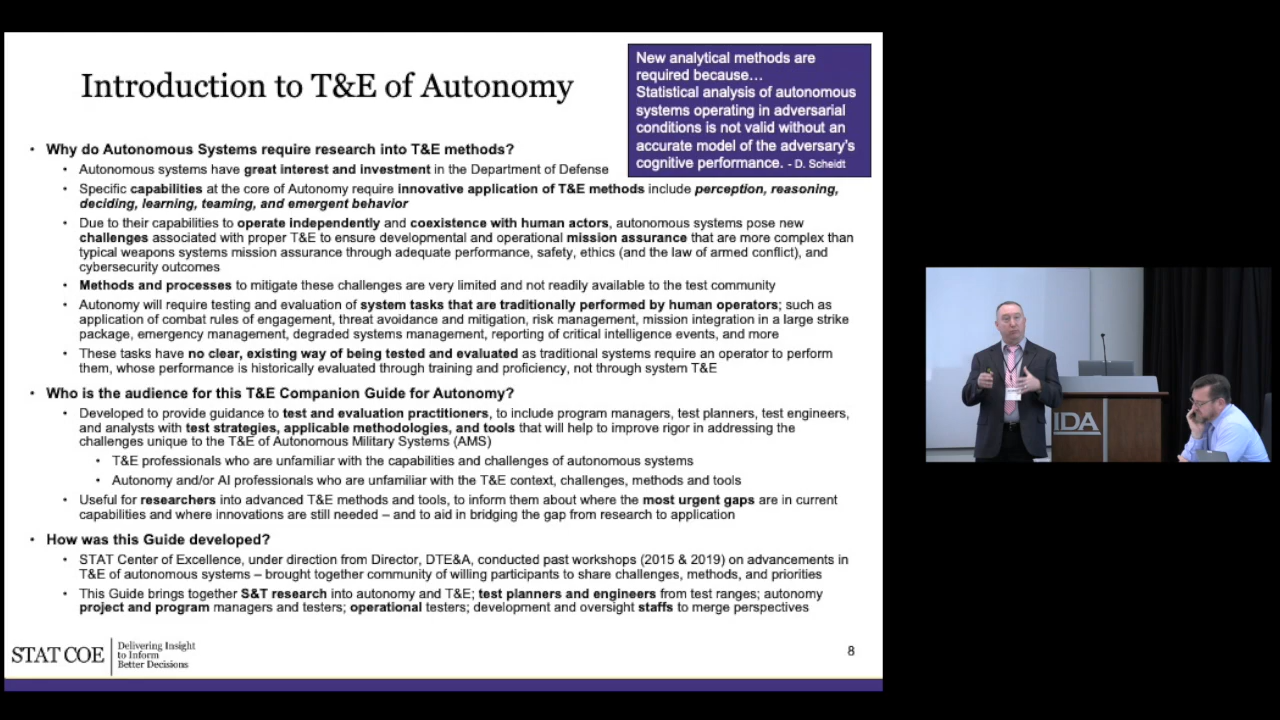 Introduction to T&E of Autonomy
New analytical methods are
required because…
Statistical analysis of autonomous
systems operating in adversarial
conditions is not valid without an
accurate model of the adversary's
cognitive performance. - D. Scheidt
• Why do Autonomous Systems require research into T&E methods?
• Autonomous systems have great interest and investment in the Department of Defense
• Specific capabilities at the core of Autonomy require innovative application of T&E methods include perception, reasoning,
deciding, learning, teaming, and emergent behavior
• Due to their capabilities to operate independently and coexistence with human actors, autonomous systems pose new
challenges associated with proper T&E to ensure developmental and operational mission assurance that are more complex than
typical weapons systems mission assurance through adequate performance, safety, ethics (and the law of armed conflict), and
cybersecurity outcomes
• Methods and processes to mitigate these challenges are very limited and not readily available to the test community
• Autonomy will require testing and evaluation of system tasks that are traditionally performed by human operators; such as
application of combat rules of engagement, threat avoidance and mitigation, risk management, mission integration in a large strike
package, emergency management, degraded systems management, reporting of critical intelligence events, and more
• These tasks have no clear, existing way of being tested and evaluated as traditional systems require an operator to perform
them, whose performance is historically evaluated through training and proficiency, not through system T&E
• Who is the audience for this T&E Companion Guide for Autonomy?
• Developed to provide guidance to test and evaluation practitioners, to include program managers, test planners, test engineers,
and analysts with test strategies, applicable methodologies, and tools that will help to improve rigor in addressing the
challenges unique to the T&E of Autonomous Military Systems (AMS)
• T&E professionals who are unfamiliar with the capabilities and challenges of autonomous systems
• Autonomy and/or AI professionals who are unfamiliar with the T&E context, challenges, methods and tools
• Useful for researchers into advanced T&E methods and tools, to inform them about where the most urgent gaps are in current
capabilities and where innovations are still needed – and to aid in bridging the gap from research to application
• How was this Guide developed?
• STAT Center of Excellence, under direction from Director, DTE&A, conducted past workshops (2015 & 2019) on advancements in
T&E of autonomous systems – brought together community of willing participants to share challenges, methods, and priorities
• This Guide brings together S&T research into autonomy and T&E; test planners and engineers from test ranges; autonomy
project and program managers and testers; operational testers; development and oversight staffs to merge perspectives
STAT COE
Delivering Insight
to Inform
Better Decisions
8
IDA